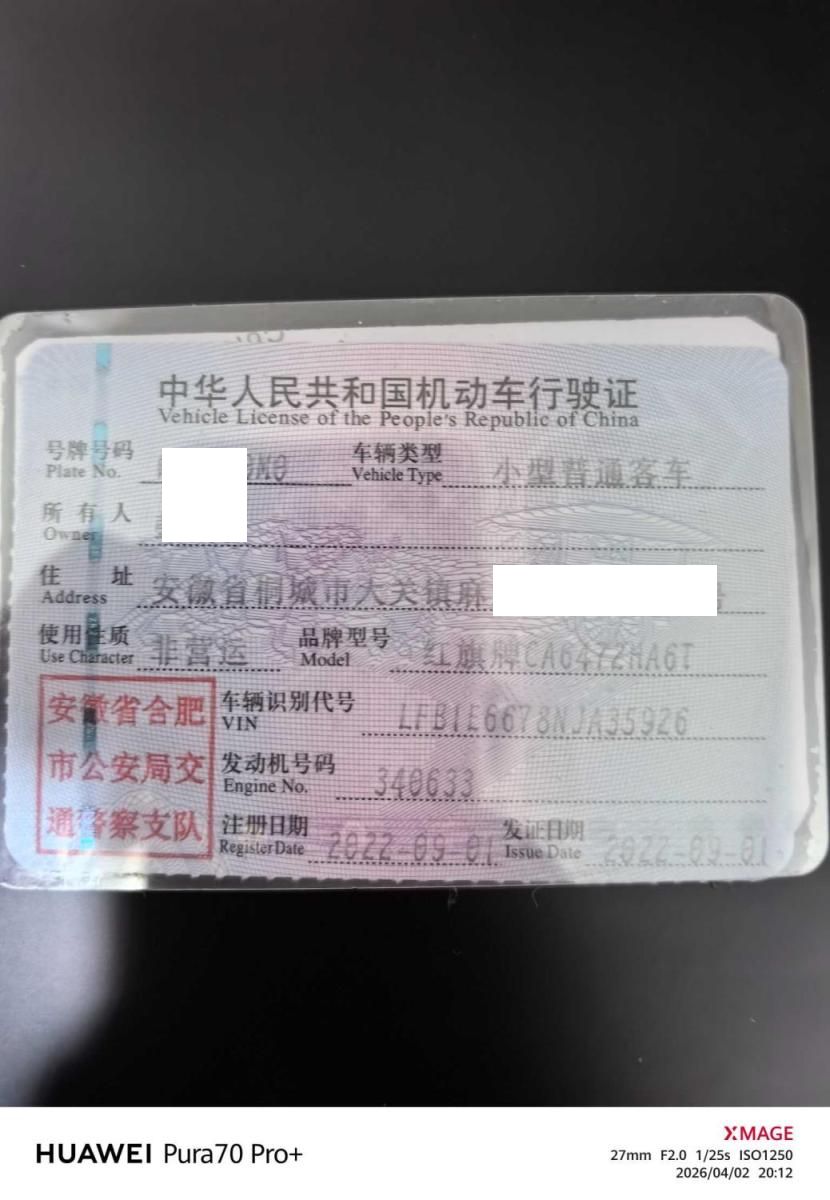 中华人民共和国机动车行驶证
Vehicle License of the People's Republic of China
号牌号码 车辆类型 小型普通客车
Plate No. Vehicle Type
所有人
Owner
住址 安徽省桐城市大关镇麻
Address
使用性质 非营运 品牌型号 红旗牌CA6472HA6T
Use Character Model
安徽省合肥
市公安局交
通警察支队
车辆识别代号 LFB1E6678NJA35926
VIN
发动机号码 340633
Engine No.
注册日期 2022-09-01 发证日期 2022-09-01
Register Date Issue Date
HUAWEI Pura70 Pro+
XMAGE
27mm F2.0 1/25s ISO1250
2026/04/02 20:12